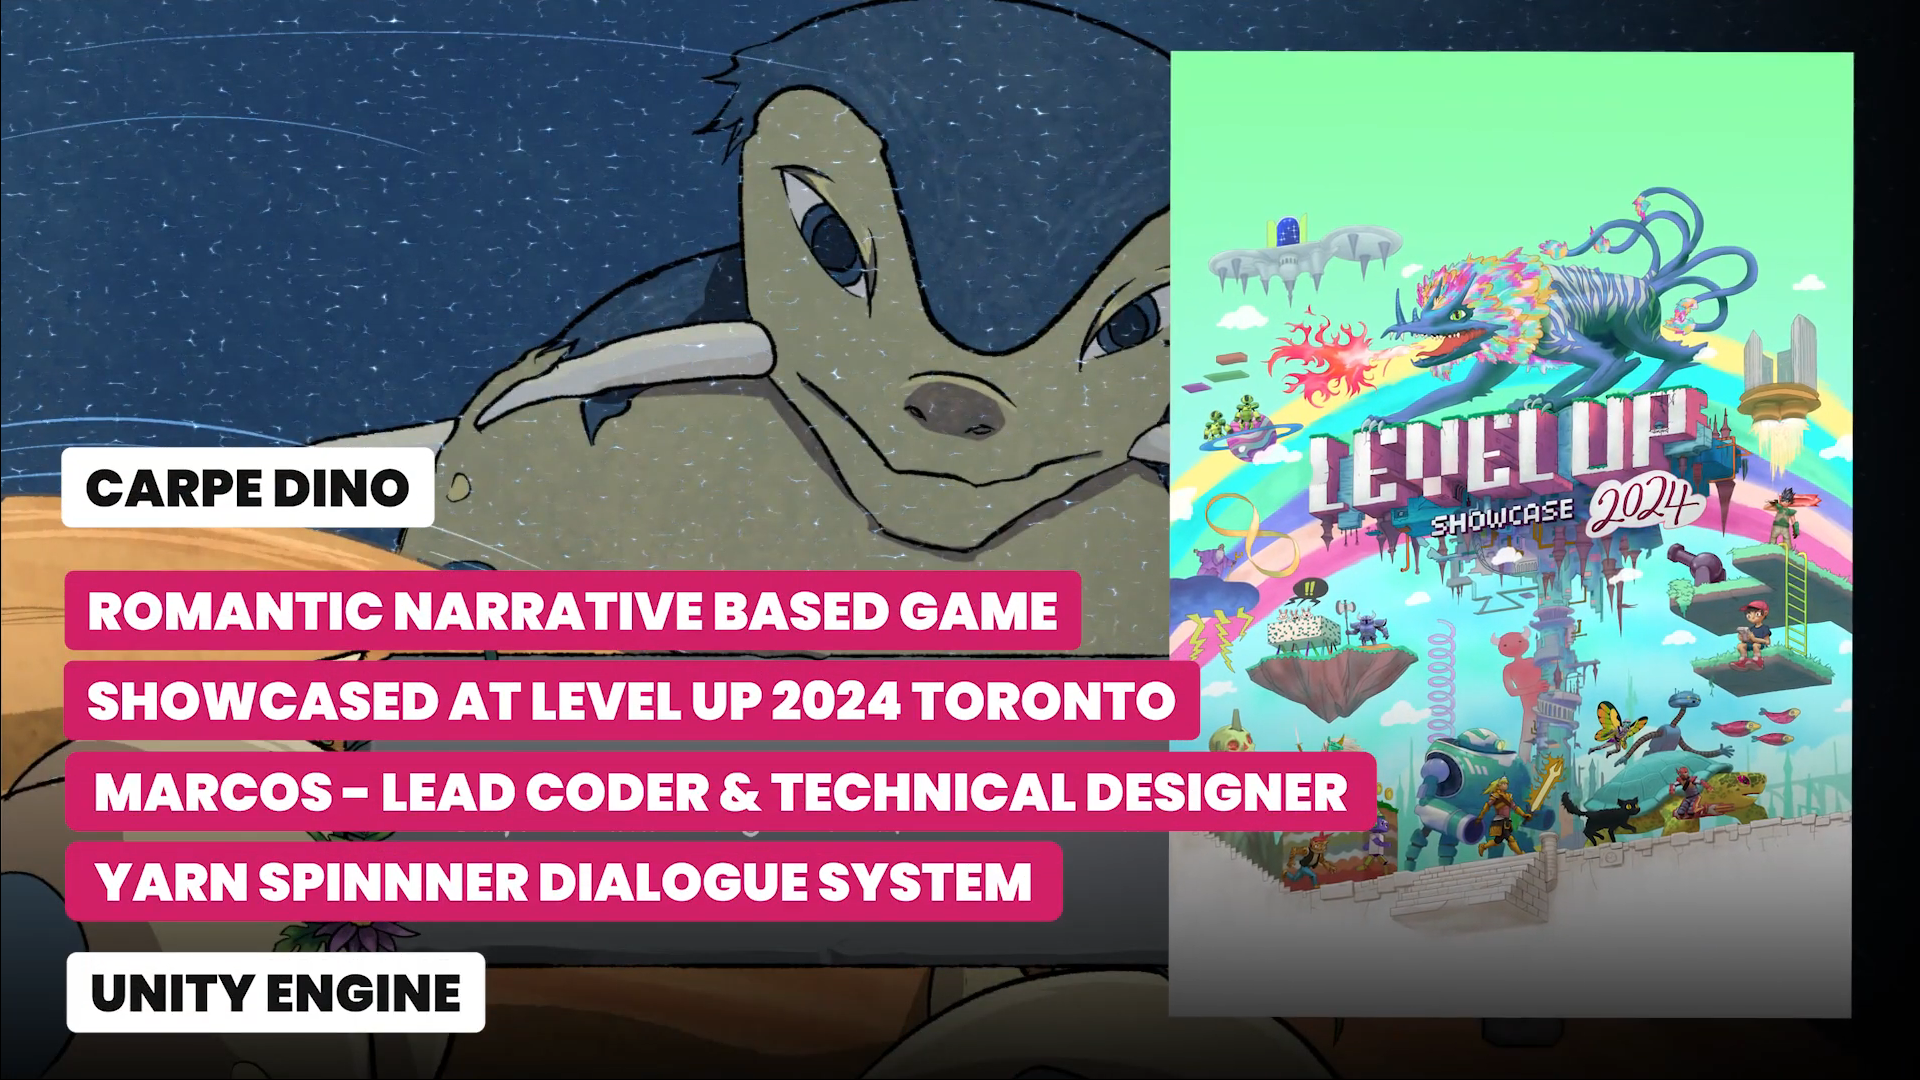 CARPE DINO
ROMANTIC NARRATIVE BASED GAME
SHOWCASED AT LEVEL UP 2024 TORONTO
MARCOS – LEAD CODER & TECHNICAL DESIGNER
YARN SPINNNER DIALOGUE SYSTEM
UNITY ENGINE
LEVEL UP
SHOWCASE 2024
!!